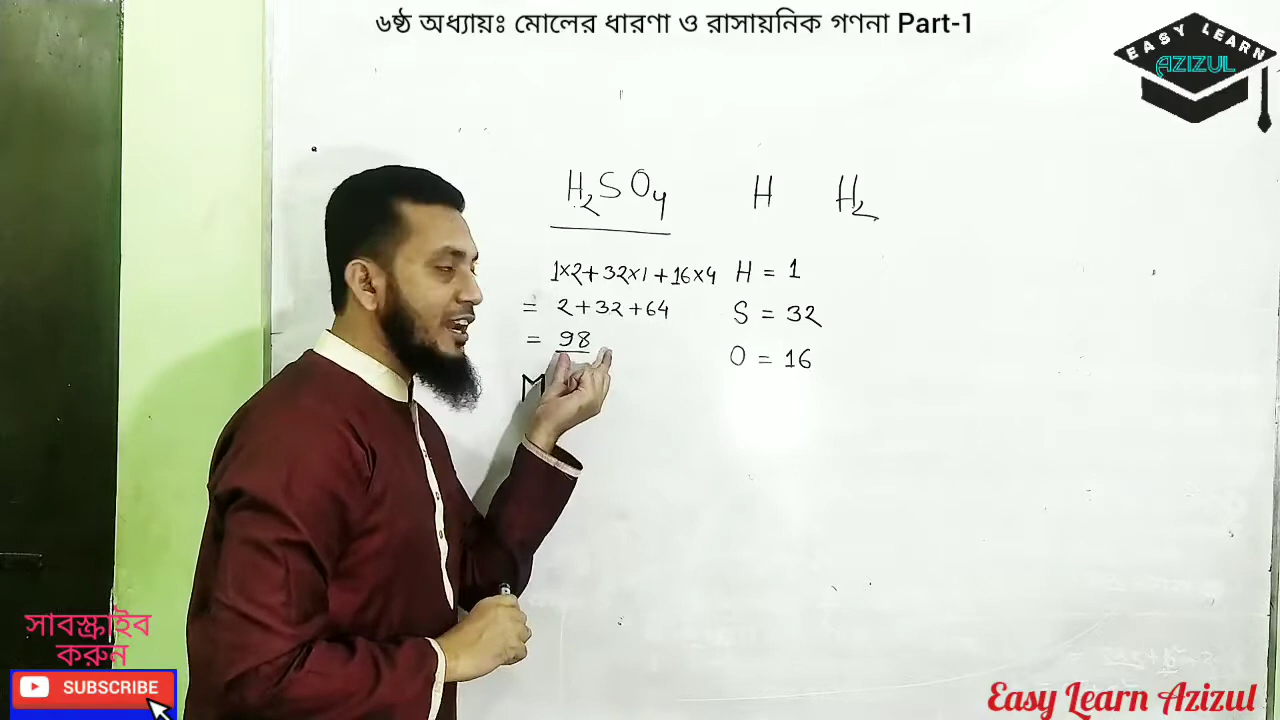 ৬ষ্ঠ অধ্যায়ঃ মোলের ধারণা ও রাসায়নিক গণনা Part-1
EASY LEARN
AZIZUL
H₂SO₄ H H₂
1×2+32×1+16×4 H = 1
= 2+32+64 S = 32
= 98
O = 16
M
সাবস্ক্রাইব
করুন
SUBSCRIBE
Easy Learn Azizul